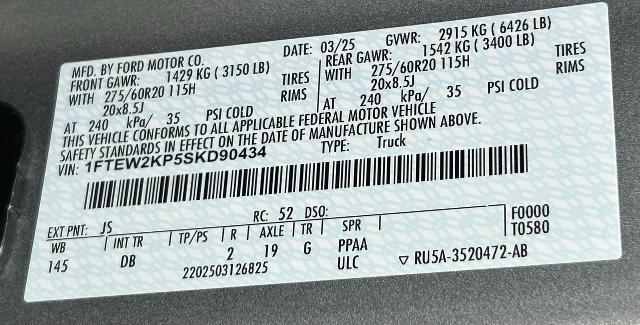 MFD. BY FORD MOTOR CO.
DATE: 03/25 GVWR: 2915 KG (6426 LB)
FRONT GAWR: 1429 KG (3150 LB) REAR GAWR: 1542 KG (3400 LB)
WITH 275/60R20 115H TIRES WITH 275/60R20 115H TIRES
20x8.5J RIMS 20x8.5J RIMS
AT 240 kPa/ 35 PSI COLD AT 240 kPa/ 35 PSI COLD
THIS VEHICLE CONFORMS TO ALL APPLICABLE FEDERAL MOTOR VEHICLE
SAFETY STANDARDS IN EFFECT ON THE DATE OF MANUFACTURE SHOWN ABOVE.
VIN: 1FTEW2KP5SKD90434 TYPE: Truck
EXT PNT: JS RC: 52 DSO: F0000
WB INT TR TP/PS R AXLE TR SPR T0580
145 DB 2 19 G PPAA
2202503126825 ULC ▽ RU5A-3520472-AB